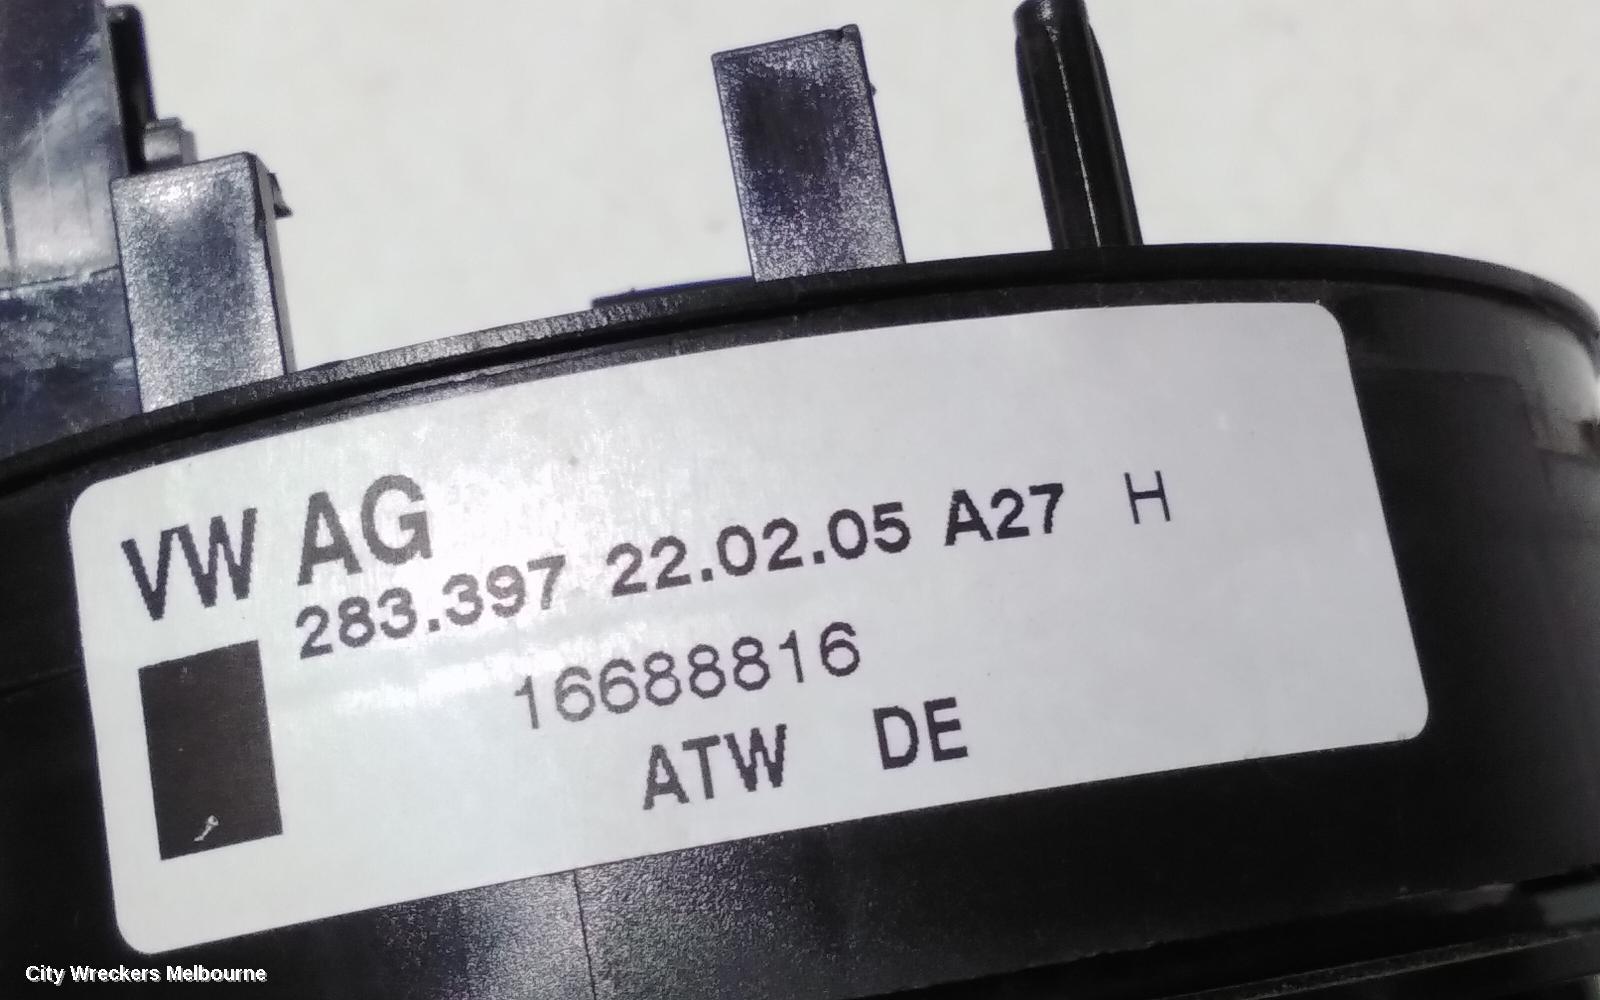 VW AG
283.397 22.02.05 A27 H
16688816
ATW DE
City Wreckers Melbourne